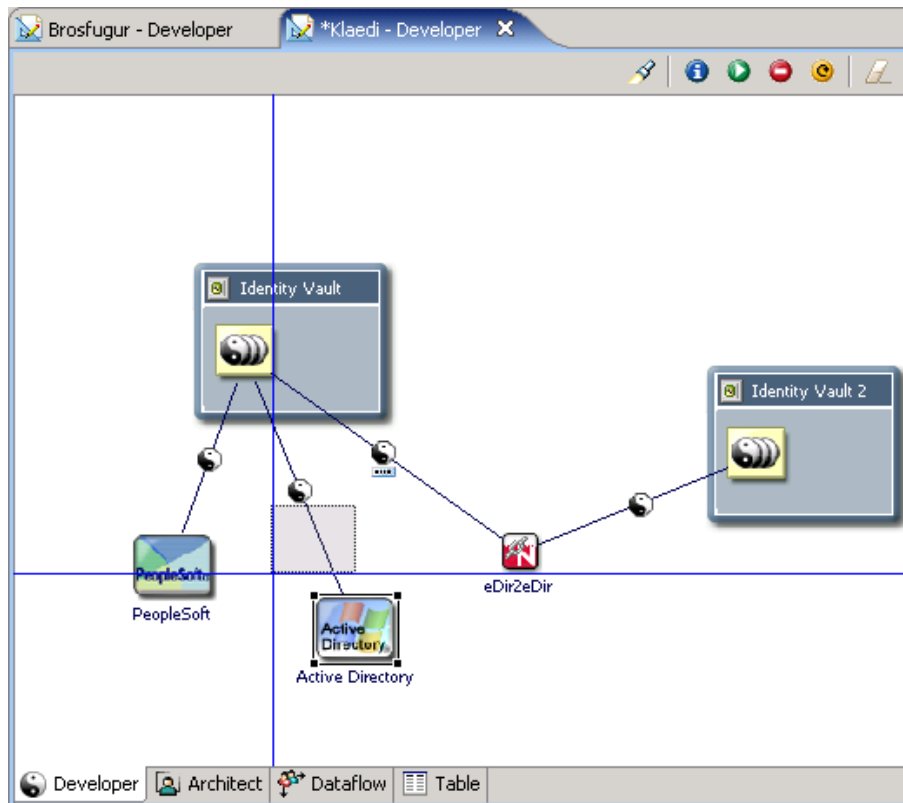 Brosfugur - Developer
*Klaedi - Developer
Identity Vault
Identity Vault 2
PeopleSoft
PeopleSoft
eDir2eDir
Active
Directory
Active Directory
Developer
Architect
Dataflow
Table